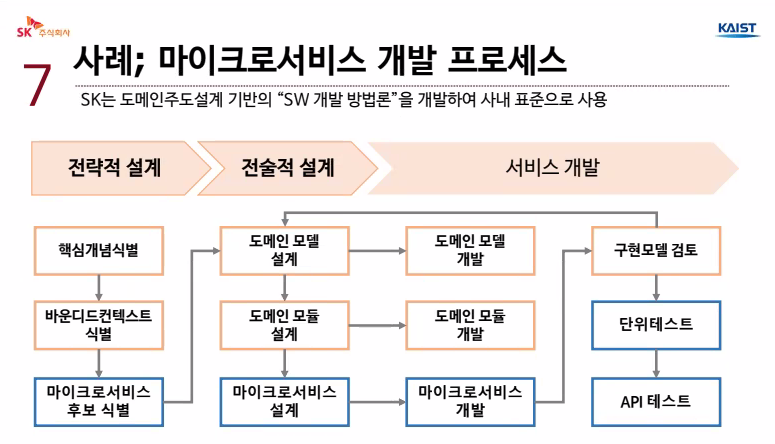 SK 주식회사
KAIST
7
사례; 마이크로서비스 개발 프로세스
SK는 도메인주도설계 기반의 “SW 개발 방법론”을 개발하여 사내 표준으로 사용
전략적 설계
전술적 설계
서비스 개발
핵심개념식별
도메인 모델
설계
도메인 모델
개발
구현모델 검토
바운디드컨텍스트
식별
도메인 모듈
설계
도메인 모듈
개발
단위테스트
마이크로서비스
후보 식별
마이크로서비스
설계
마이크로서비스
개발
API 테스트